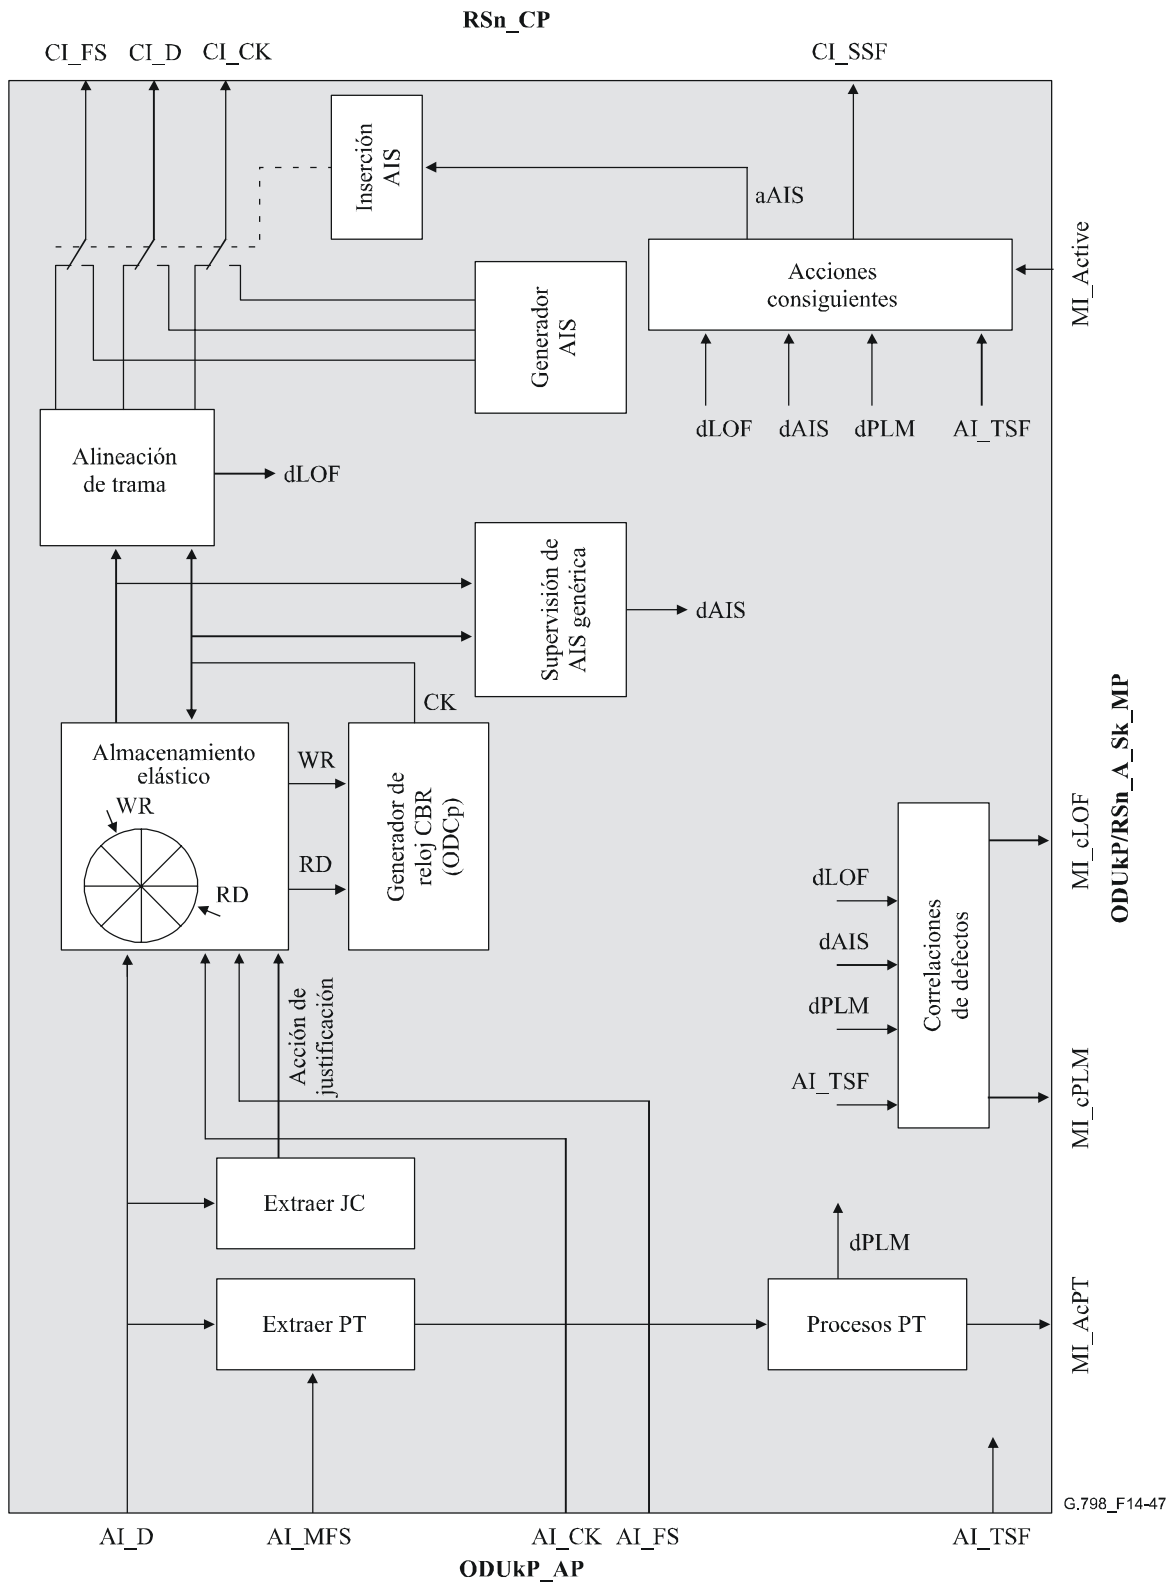 RSn_CP
CI_FS
CI_D
CI_CK
CI_SSF
Inserción
AIS
aAIS
MI_Active
Acciones
consiguientes
Generador
AIS
dLOF
dAIS
dPLM
AI_TSF
Alineación
de trama
dLOF
Supervisión de
AIS genérica
dAIS
CK
Almacenamiento
elástico
WR
RD
WR
RD
Generador de
reloj CBR
(ODCp)
ODUkP/RSn_A_Sk_MP
MI_cLOF
dLOF
dAIS
dPLM
AI_TSF
Correlaciones
de defectos
MI_cPLM
Acción de
justificación
Extraer JC
dPLM
Extraer PT
Procesos PT
MI_AcPT
G.798_F14-47
AI_D
AI_MFS
AI_CK
AI_FS
AI_TSF
ODUkP_AP